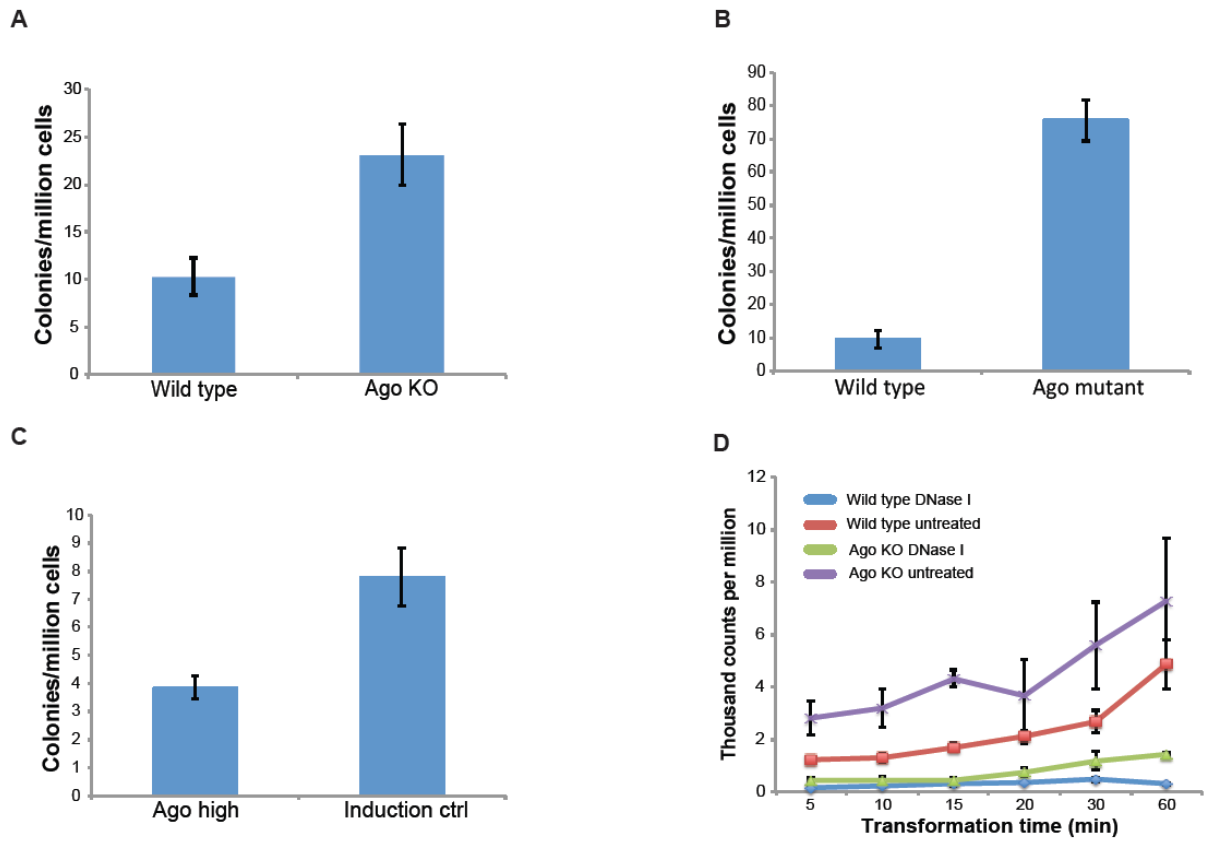 A
Colonies/million cells
30
25
20
15
10
5
0
Wild type
Ago KO
B
Colonies/million cells
90
80
70
60
50
40
30
20
10
0
Wild type
Ago mutant
C
Colonies/million cells
10
9
8
7
6
5
4
3
2
1
0
Ago high
Induction ctrl
D
Thousand counts per million
12
10
8
6
4
2
0
Wild type DNase I
Wild type untreated
Ago KO DNase I
Ago KO untreated
5 10 15 20 30 60
Transformation time (min)